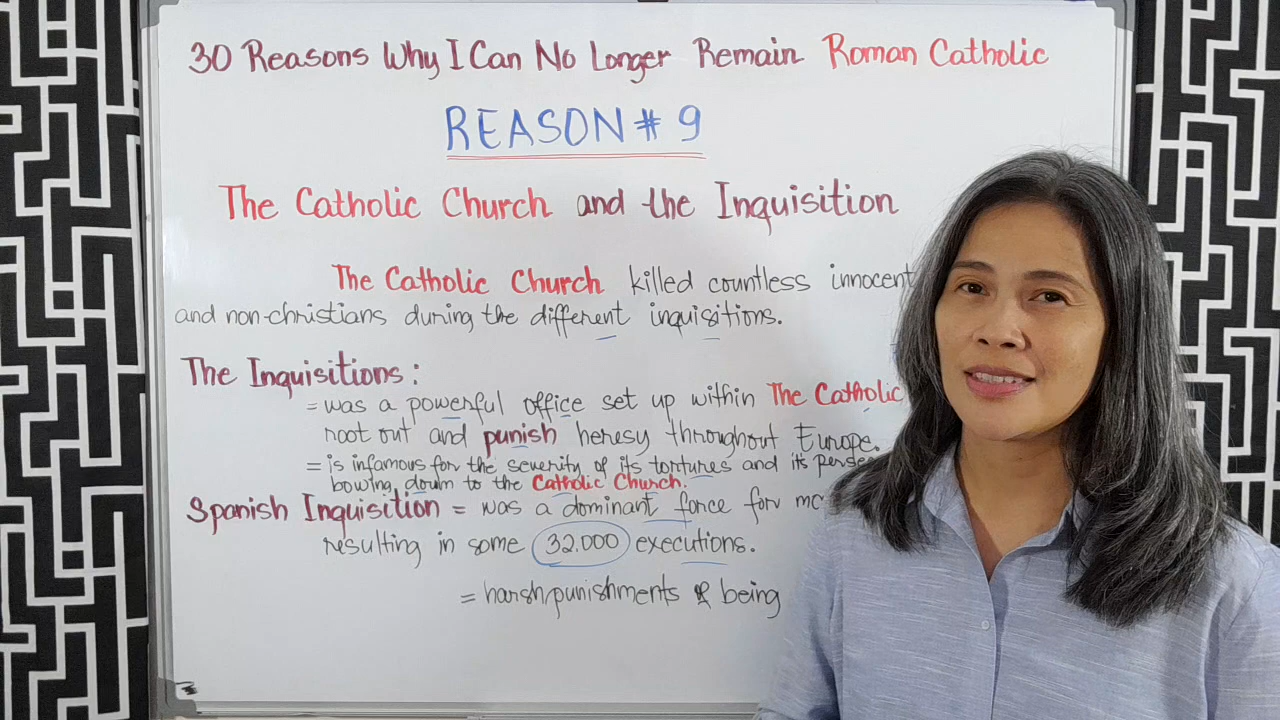 30 Reasons Why I Can No Longer Remain Roman Catholic
REASON # 9
The Catholic Church and the Inquisition
The Catholic Church killed countless innocent
and non-christians during the different inquisitions.
The Inquisitions:
= was a powerful office set up within The Catholic
root out and punish heresy throughout Europe.
= is infamous for the severity of its tortures and its
bowing down to the Catholic Church.
Spanish Inquisition = was a dominant force for
resulting in some 32.000 executions.
= harsh punishments & being